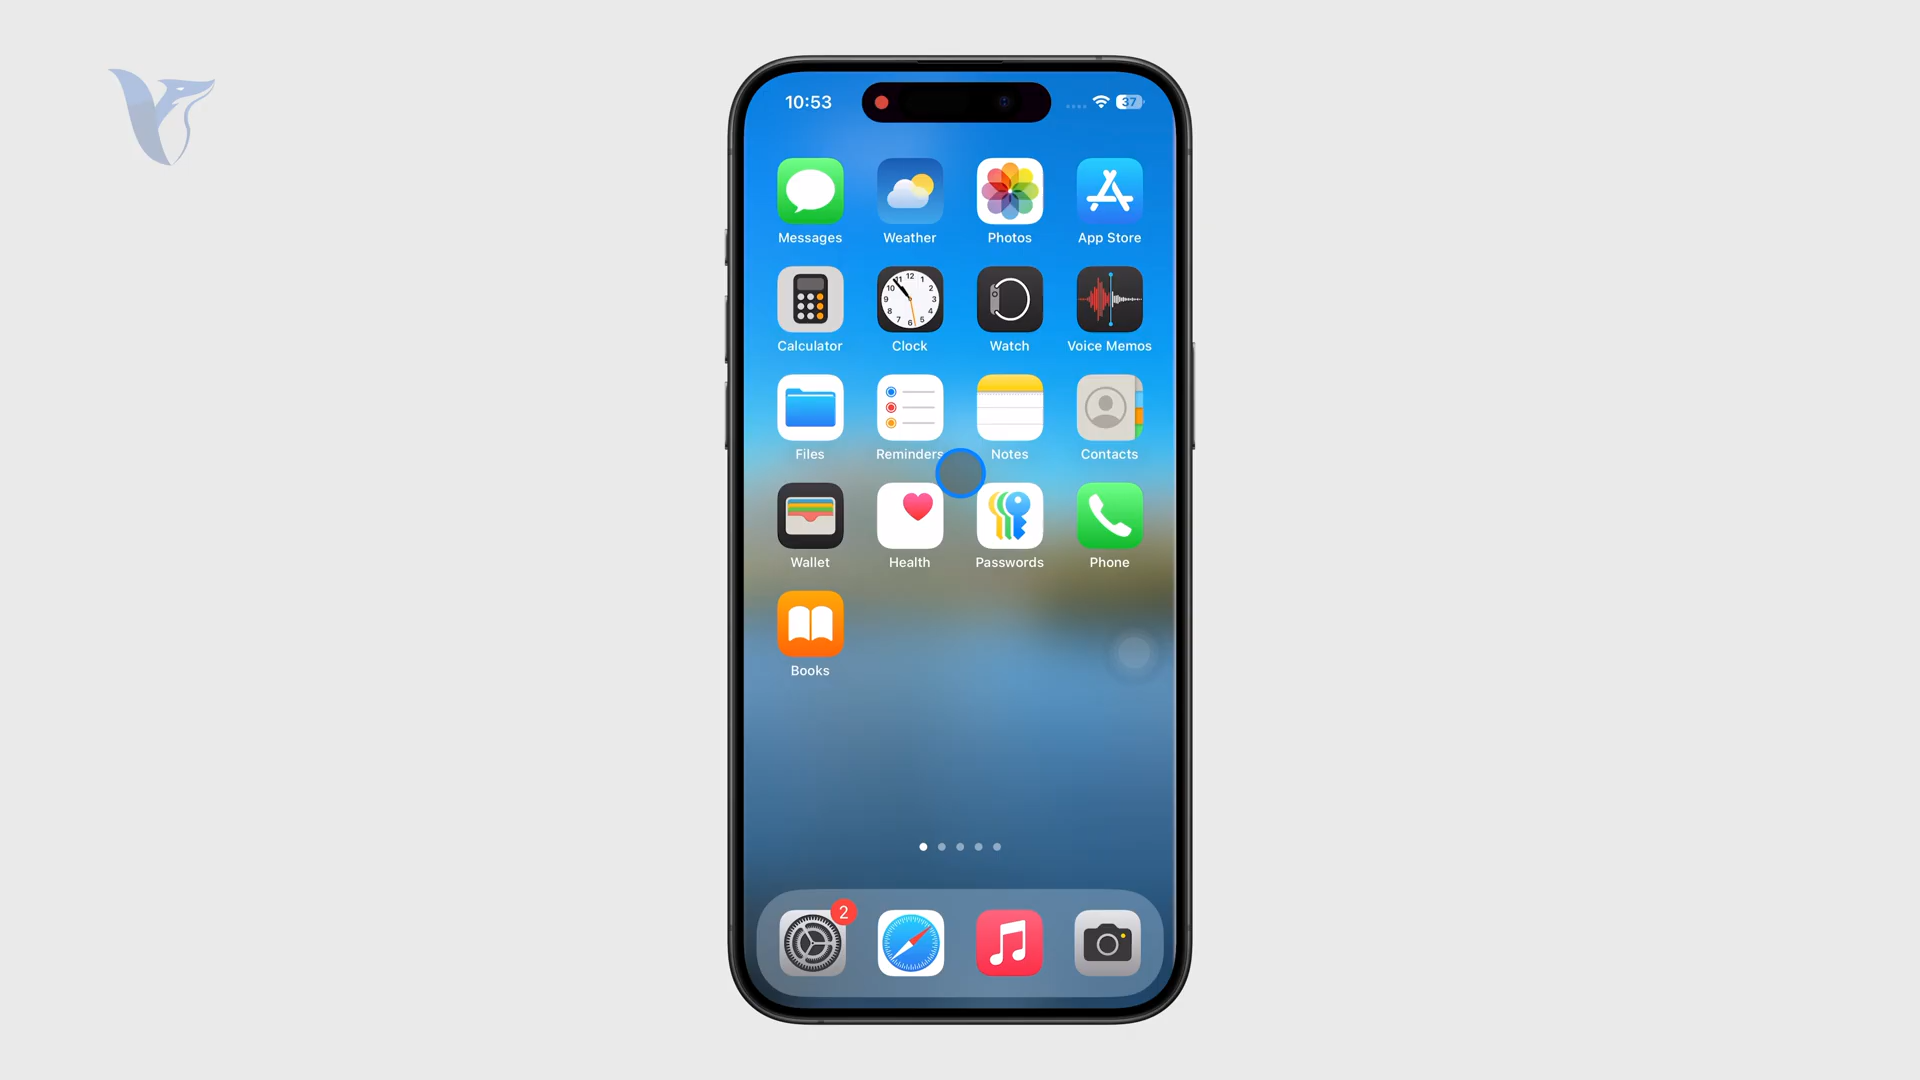 10:53
37
Messages Weather Photos App Store
Calculator Clock Watch Voice Memos
Files Reminders Notes Contacts
Wallet Health Passwords Phone
Books
2